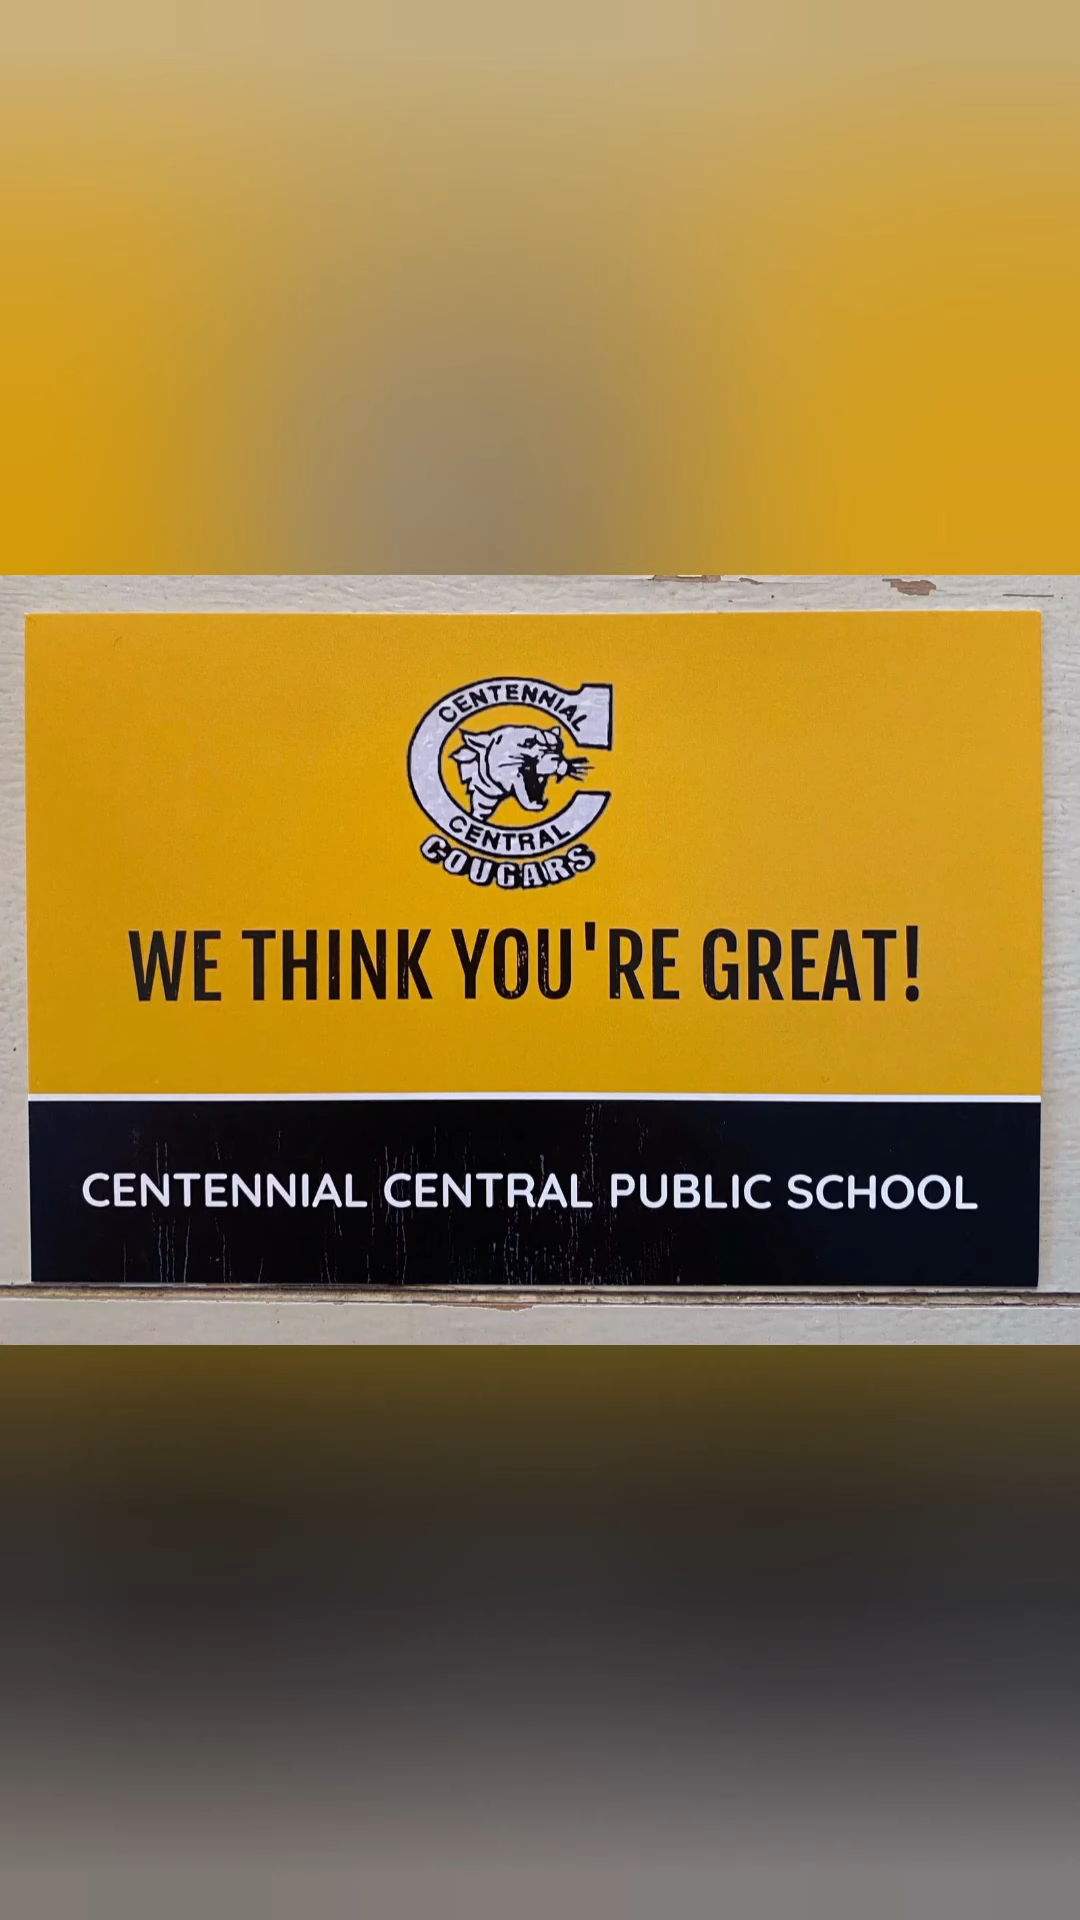 CENTENNIAL
CENTRAL
COUGARS
WE THINK YOU'RE GREAT!
CENTENNIAL CENTRAL PUBLIC SCHOOL